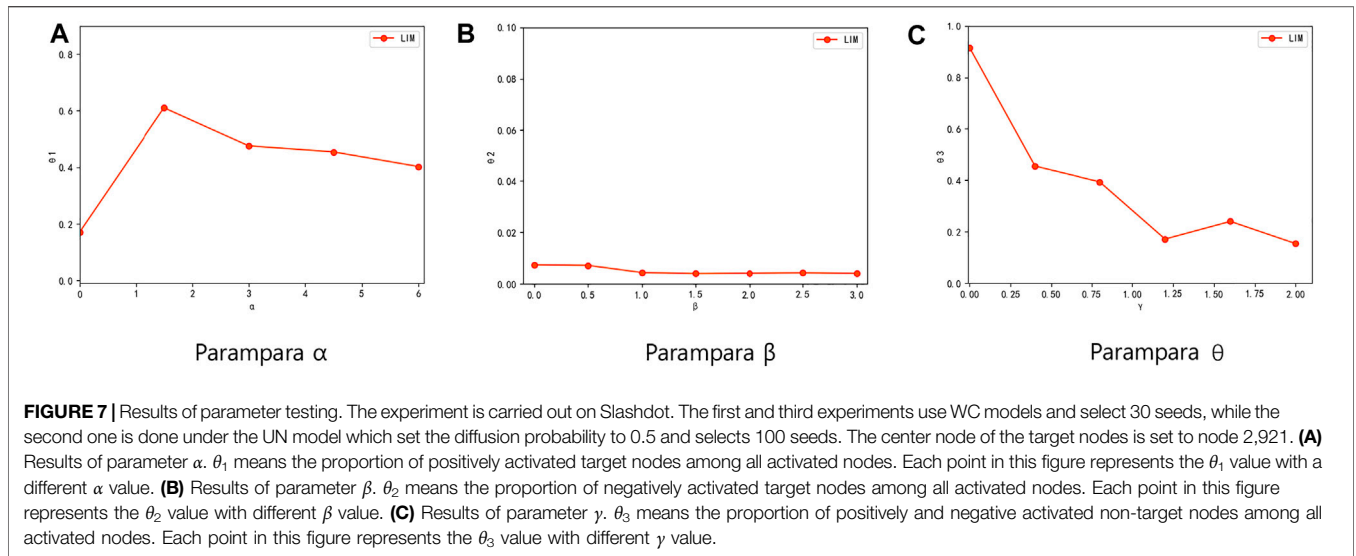 A
LIM
0.8
0.6
0.4
0.2
0.0
θ1
0 1 2 3 4 5 6
α
Parampara α
B
LIM
0.10
0.08
0.06
0.04
0.02
0.00
θ2
0.0 0.5 1.0 1.5 2.0 2.5 3.0
β
Parampara β
C
LIM
1.0
0.8
0.6
0.4
0.2
0.0
θ3
0.00 0.25 0.50 0.75 1.00 1.25 1.50 1.75 2.00
γ
Parampara θ
FIGURE 7 | Results of parameter testing. The experiment is carried out on Slashdot. The first and third experiments use WC models and select 30 seeds, while the
second one is done under the UN model which set the diffusion probability to 0.5 and selects 100 seeds. The center node of the target nodes is set to node 2,921. (A)
Results of parameter α. θ1 means the proportion of positively activated target nodes among all activated nodes. Each point in this figure represents the θ1 value with a
different α value. (B) Results of parameter β. θ2 means the proportion of negatively activated target nodes among all activated nodes. Each point in this figure
represents the θ2 value with different β value. (C) Results of parameter γ. θ3 means the proportion of positively and negative activated non-target nodes among all
activated nodes. Each point in this figure represents the θ3 value with different γ value.